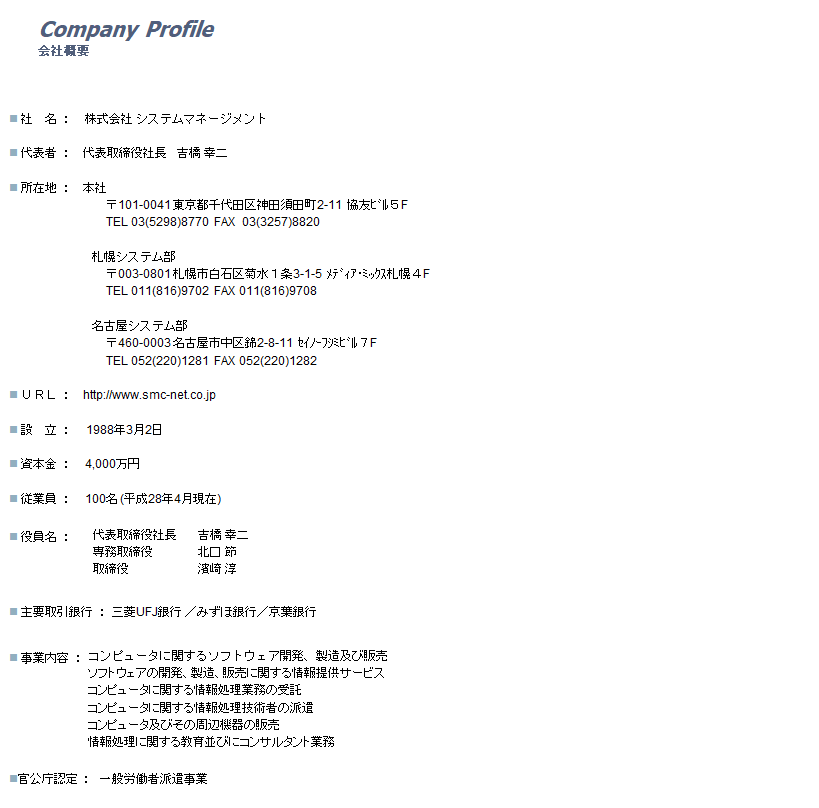 Company Profile
会社概要
■社　名 ：　株式会社 システムマネージメント
■代表者 ：　代表取締役社長　吉橋 幸二
■所在地 ：　本社
〒101-0041東京都千代田区神田須田町2-11 協友ﾋﾞﾙ５F
TEL 03(5298)8770 FAX 03(3257)8820
札幌システム部
〒003-0801札幌市白石区菊水１条3-1-5 ﾒﾃﾞｨｱ･ﾐｯｸｽ札幌４F
TEL 011(816)9702 FAX 011(816)9708
名古屋システム部
〒460-0003名古屋市中区錦2-8-11 ｾｲﾉｰﾌｼﾐﾋﾞﾙ７F
TEL 052(220)1281 FAX 052(220)1282
■ＵＲＬ ：　http://www.smc-net.co.jp
■設　立 ：　1988年3月2日
■資本金 ：　4,000万円
■従業員 ：　100名(平成28年4月現在)
■役員名 ：　代表取締役社長　吉橋 幸二
専務取締役　北口 節
取締役　濱崎 淳
■主要取引銀行 ： 三菱UFJ銀行／みずほ銀行／京葉銀行
■事業内容 ： コンピュータに関するソフトウェア開発、製造及び販売
ソフトウェアの開発、製造、販売に関する情報提供サービス
コンピュータに関する情報処理業務の受託
コンピュータに関する情報処理技術者の派遣
コンピュータ及びその周辺機器の販売
情報処理に関する教育並びにコンサルタント業務
■官公庁認定 ：　一般労働者派遣事業